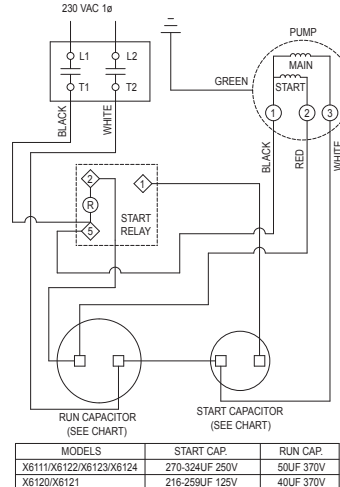 230 VAC 1ø
PUMP
L1
L2
MAIN
GREEN
START
T1
T2
1
2
3
BLACK
WHITE
BLACK
RED
WHITE
2
1
R
START
RELAY
5
RUN CAPACITOR
(SEE CHART)
START CAPACITOR
(SEE CHART)
MODELS START CAP. RUN CAP.
X6111/X6122/X6123/X6124 270-324UF 250V 50UF 370V
X6120/X6121 216-259UF 125V 40UF 370V